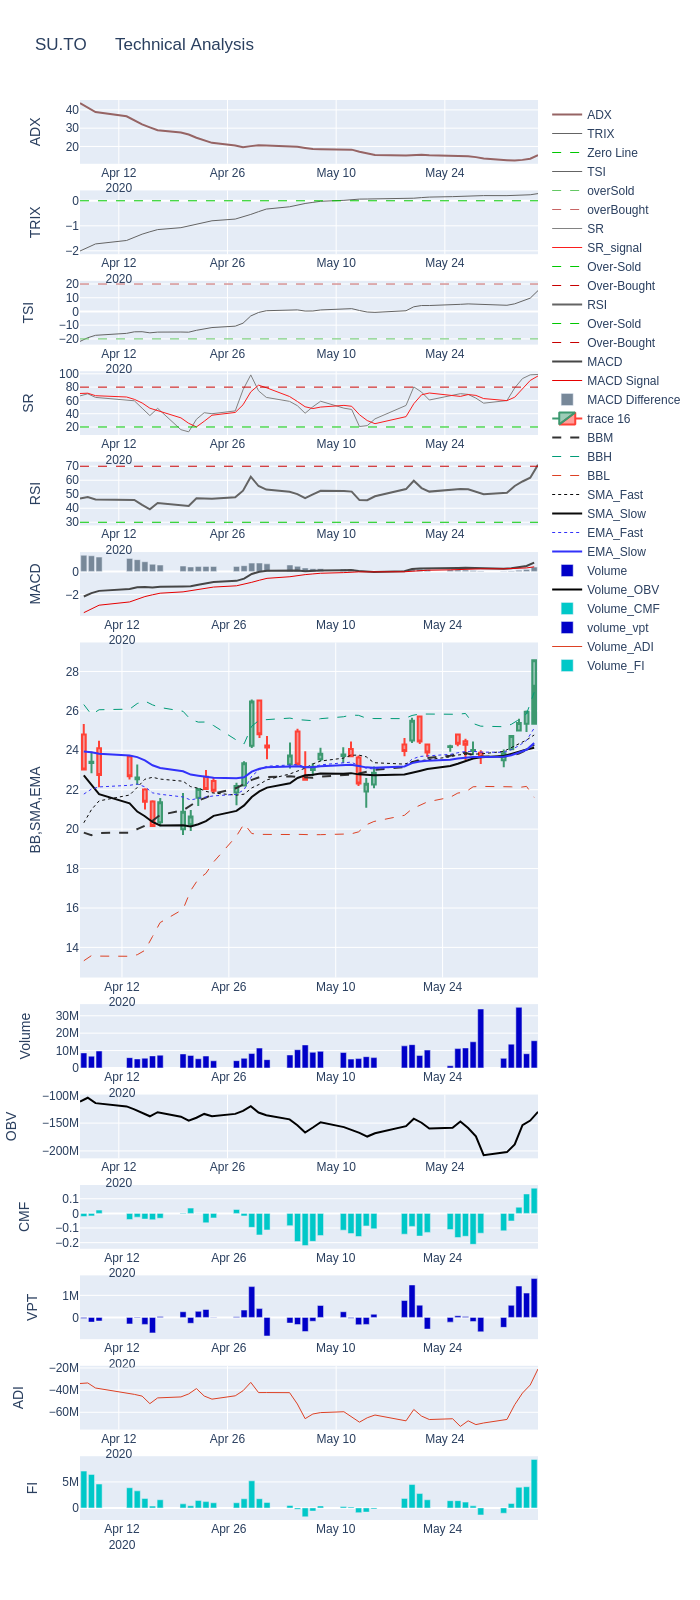 SU.TO Technical Analysis
ADX
40
30
20
Apr 12
2020
Apr 26
May 10
May 24
TRIX
0
−1
−2
Apr 12
2020
Apr 26
May 10
May 24
TSI
20
10
0
−10
−20
Apr 12
2020
Apr 26
May 10
May 24
SR
100
80
60
40
20
Apr 12
2020
Apr 26
May 10
May 24
RSI
70
60
50
40
30
Apr 12
2020
Apr 26
May 10
May 24
MACD
0
−2
Apr 12
2020
Apr 26
May 10
May 24
BB,SMA,EMA
28
26
24
22
20
18
16
14
Apr 12
2020
Apr 26
May 10
May 24
Volume
30M
20M
10M
0
Apr 12
2020
Apr 26
May 10
May 24
OBV
−100M
−150M
−200M
Apr 12
2020
Apr 26
May 10
May 24
CMF
0.1
0
−0.1
−0.2
Apr 12
2020
Apr 26
May 10
May 24
VPT
1M
0
Apr 12
2020
Apr 26
May 10
May 24
ADI
−20M
−40M
−60M
Apr 12
2020
Apr 26
May 10
May 24
FI
5M
0
Apr 12
2020
Apr 26
May 10
May 24
ADX
TRIX
Zero Line
TSI
overSold
overBought
SR
SR_signal
Over-Sold
Over-Bought
RSI
Over-Sold
Over-Bought
MACD
MACD Signal
MACD Difference
trace 16
BBM
BBH
BBL
SMA_Fast
SMA_Slow
EMA_Fast
EMA_Slow
Volume
Volume_OBV
Volume_CMF
volume_vpt
Volume_ADI
Volume_FI